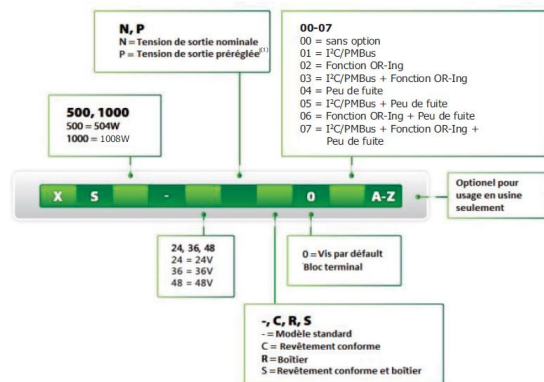 N, P
N = Tension de sortie nominale
P = Tension de sortie préréglée(1)
00-07
00 = sans option
01 = I²C/PMBus
02 = Fonction OR-Ing
03 = I²C/PMBus + Fonction OR-Ing
04 = Peu de fuite
05 = I²C/PMBus + Peu de fuite
06 = Fonction OR-Ing + Peu de fuite
07 = I²C/PMBus + Fonction OR-Ing +
Peu de fuite
500, 1000
500 = 504W
1000 = 1008W
X S - 0 A-Z
Optionel pour
usage en usine
seulement
24, 36, 48
24 = 24V
36 = 36V
48 = 48V
0 = Vis par défault
Bloc terminal
-, C, R, S
- = Modèle standard
C = Revêtement conforme
R = Boîtier
S = Revêtement conforme et boîtier